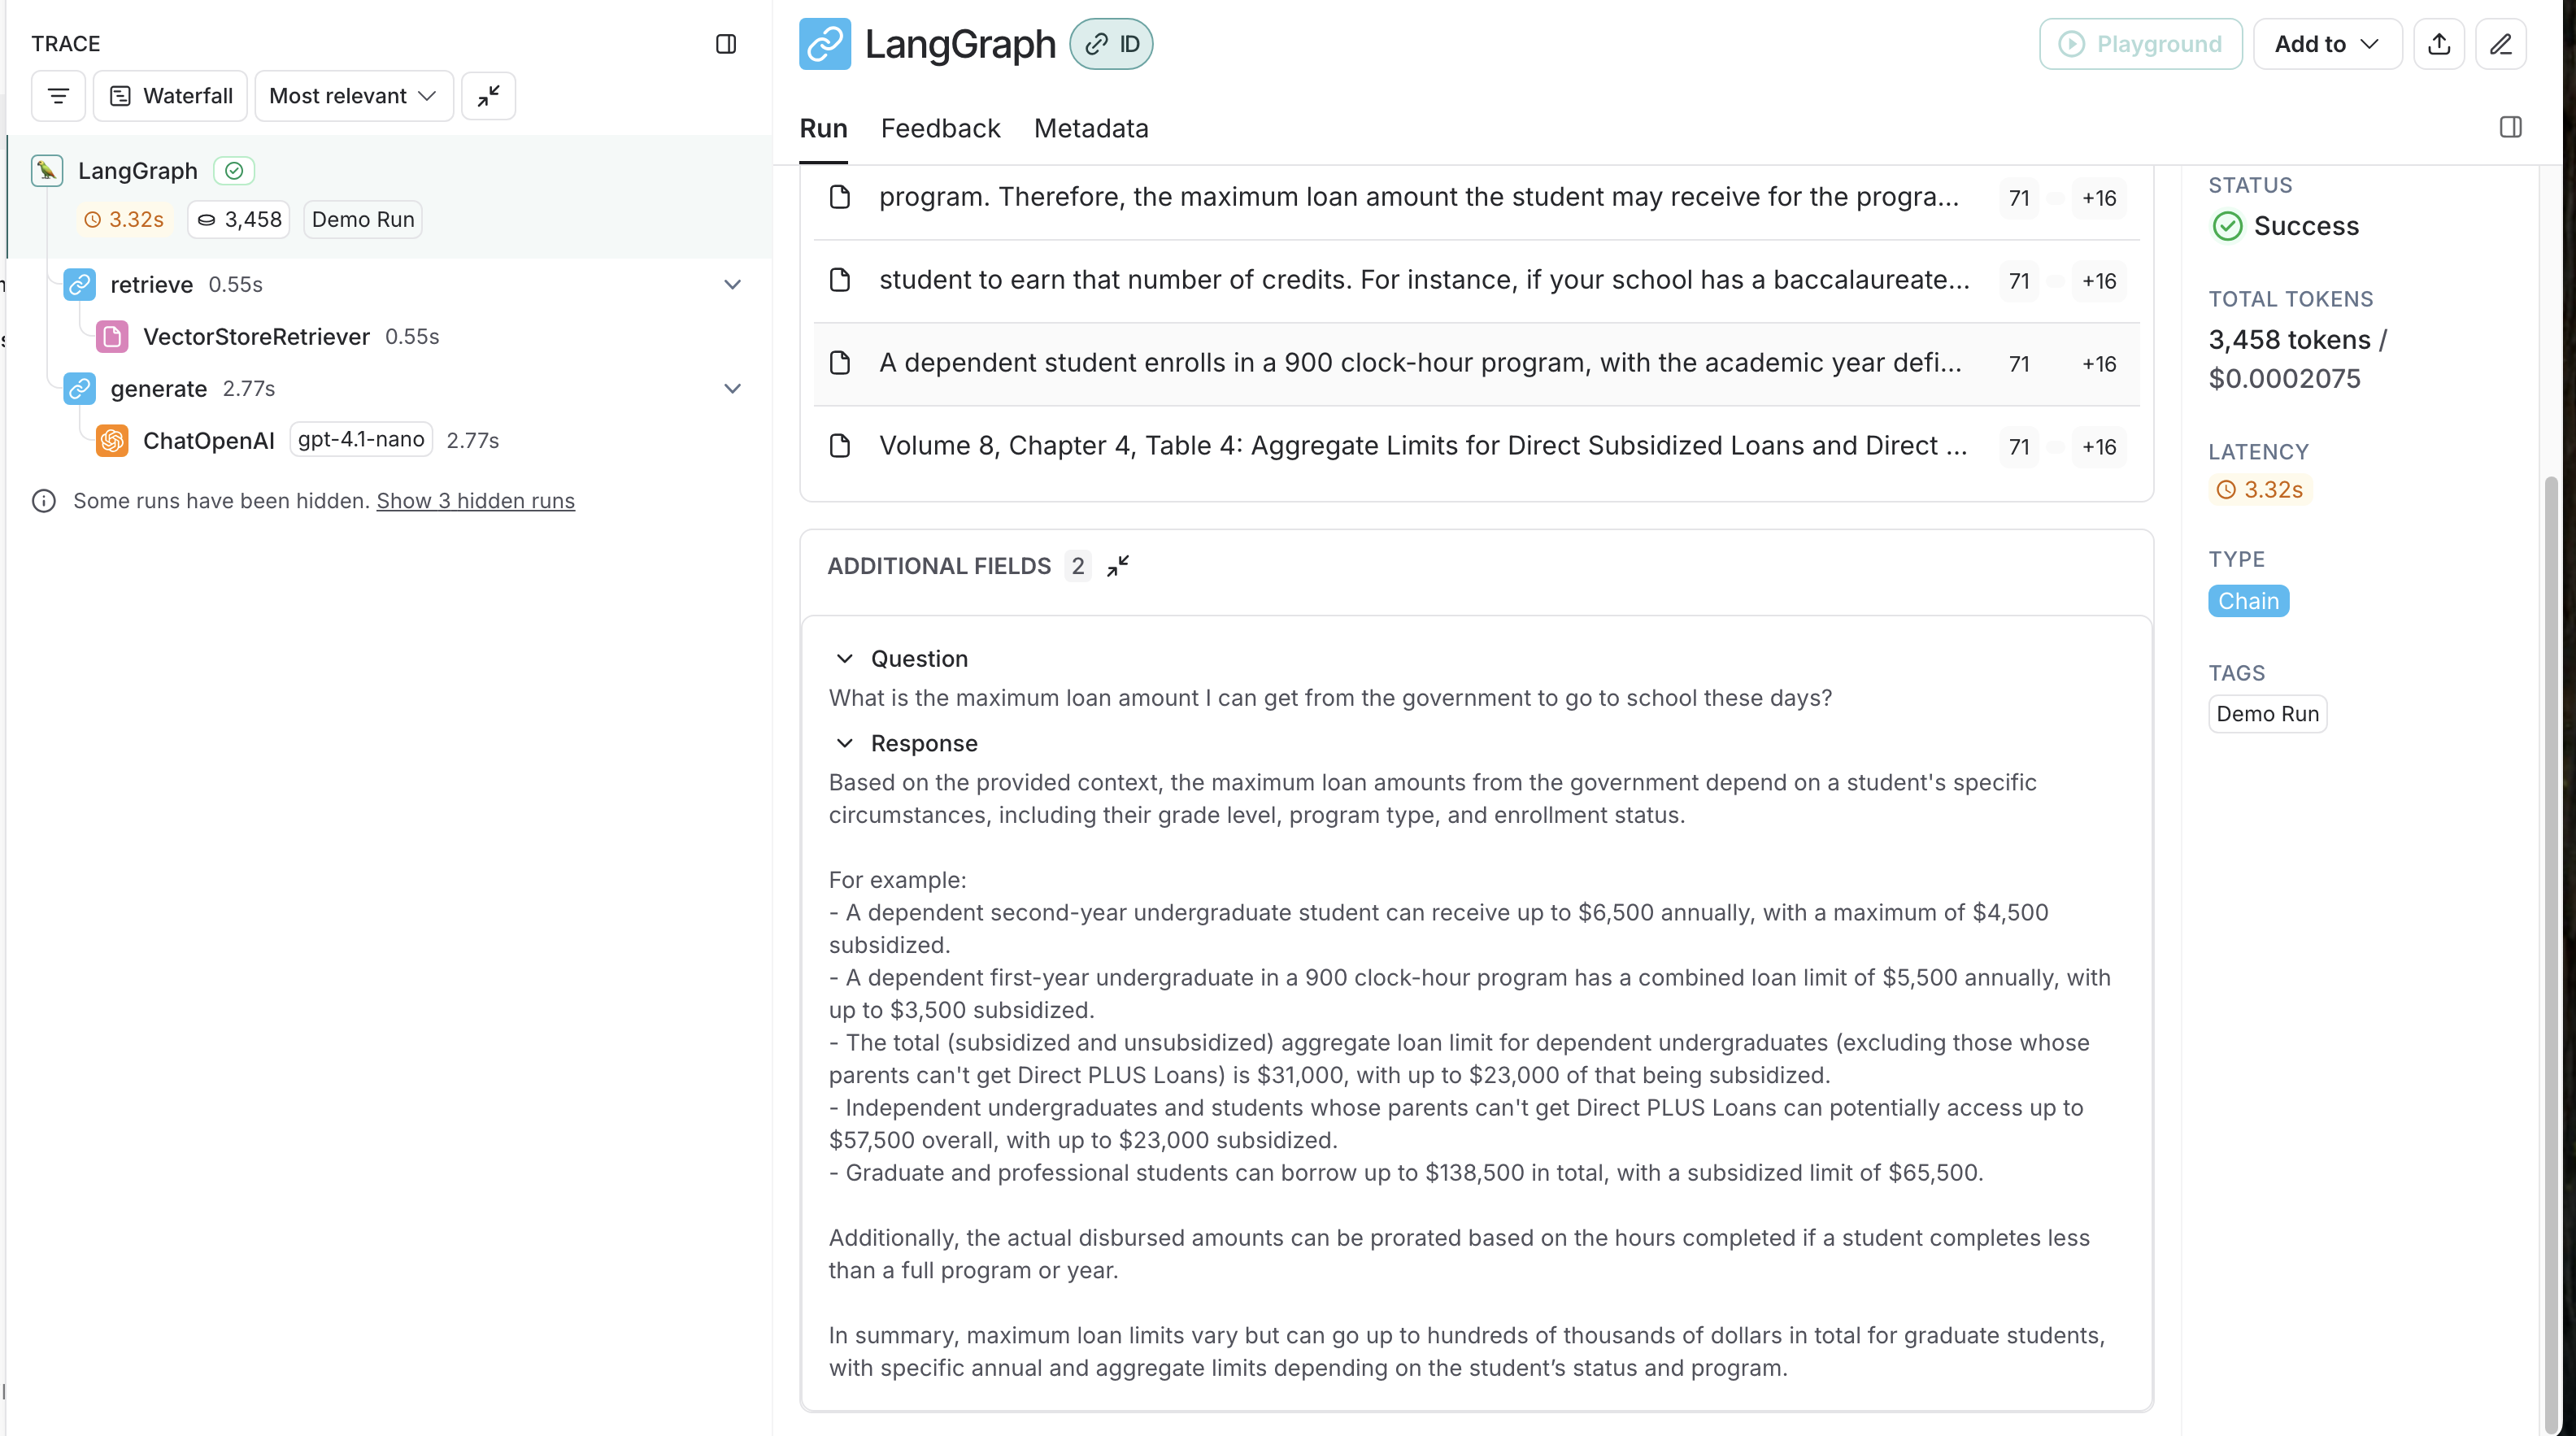 TRACE
Waterfall
Most relevant
LangGraph
3.32s
3,458
Demo Run
retrieve 0.55s
VectorStoreRetriever 0.55s
generate 2.77s
ChatOpenAI gpt-4.1-nano 2.77s
Some runs have been hidden. Show 3 hidden runs
LangGraph
ID
Playground
Add to
Run
Feedback
Metadata
program. Therefore, the maximum loan amount the student may receive for the progra... 71 +16
student to earn that number of credits. For instance, if your school has a baccalaureate... 71 +16
A dependent student enrolls in a 900 clock-hour program, with the academic year defi... 71 +16
Volume 8, Chapter 4, Table 4: Aggregate Limits for Direct Subsidized Loans and Direct ... 71 +16
ADDITIONAL FIELDS 2
Question
What is the maximum loan amount I can get from the government to go to school these days?
Response
Based on the provided context, the maximum loan amounts from the government depend on a student's specific
circumstances, including their grade level, program type, and enrollment status.
For example:
- A dependent second-year undergraduate student can receive up to $6,500 annually, with a maximum of $4,500
subsidized.
- A dependent first-year undergraduate in a 900 clock-hour program has a combined loan limit of $5,500 annually, with
up to $3,500 subsidized.
- The total (subsidized and unsubsidized) aggregate loan limit for dependent undergraduates (excluding those whose
parents can't get Direct PLUS Loans) is $31,000, with up to $23,000 of that being subsidized.
- Independent undergraduates and students whose parents can't get Direct PLUS Loans can potentially access up to
$57,500 overall, with up to $23,000 subsidized.
- Graduate and professional students can borrow up to $138,500 in total, with a subsidized limit of $65,500.
Additionally, the actual disbursed amounts can be prorated based on the hours completed if a student completes less
than a full program or year.
In summary, maximum loan limits vary but can go up to hundreds of thousands of dollars in total for graduate students,
with specific annual and aggregate limits depending on the student’s status and program.
STATUS
Success
TOTAL TOKENS
3,458 tokens /
$0.0002075
LATENCY
3.32s
TYPE
Chain
TAGS
Demo Run